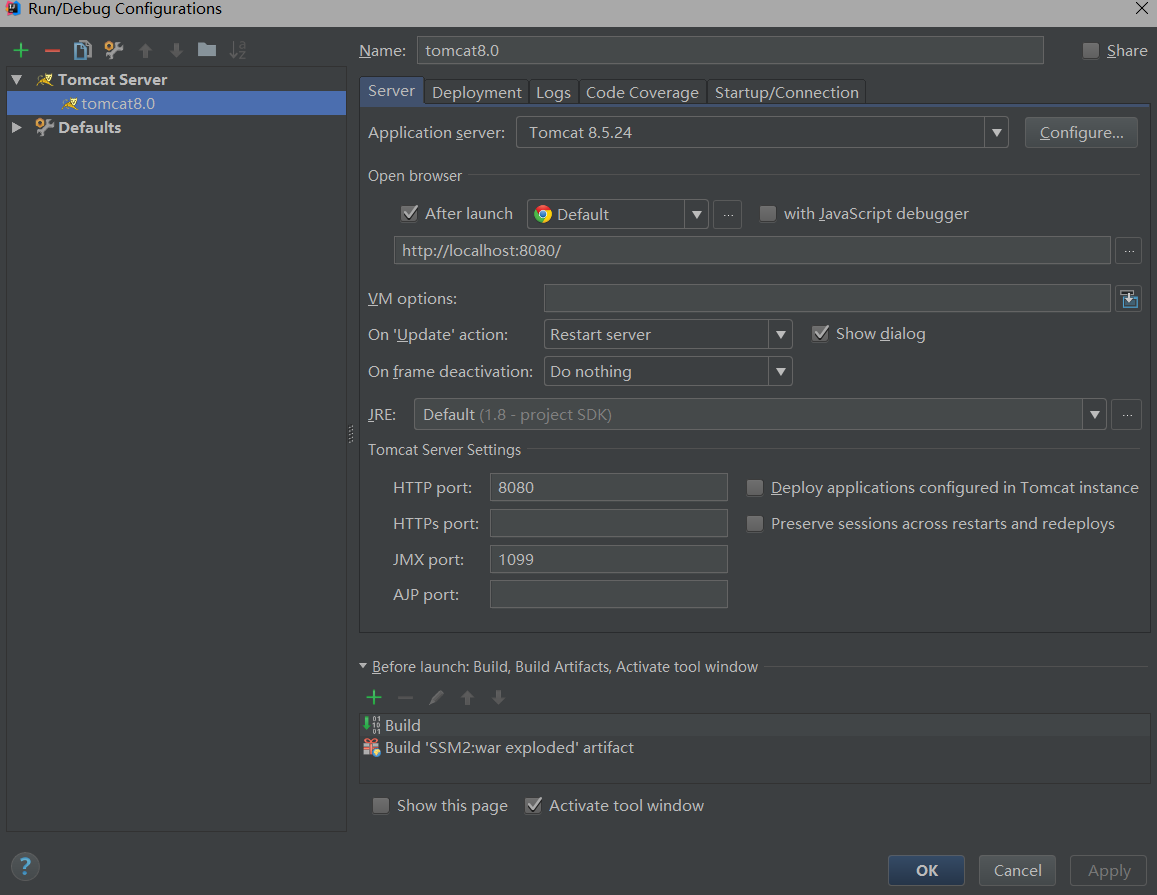 Run/Debug Configurations
Name: tomcat8.0 Share
Tomcat Server
tomcat8.0
Defaults
Server Deployment Logs Code Coverage Startup/Connection
Application server: Tomcat 8.5.24 Configure...
Open browser
After launch Default ... with JavaScript debugger
http://localhost:8080/ ...
VM options:
On 'Update' action: Restart server Show dialog
On frame deactivation: Do nothing
JRE: Default (1.8 - project SDK) ...
Tomcat Server Settings
HTTP port: 8080 Deploy applications configured in Tomcat instance
HTTPs port: Preserve sessions across restarts and redeploys
JMX port: 1099
AJP port:
Before launch: Build, Build Artifacts, Activate tool window
Build
Build 'SSM2:war exploded' artifact
Show this page Activate tool window
? OK Cancel Apply